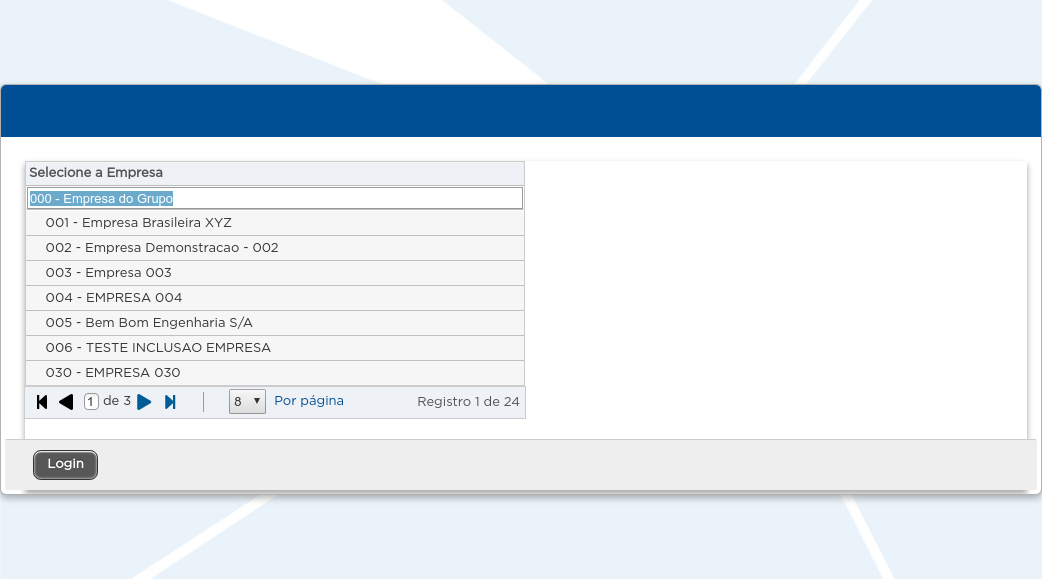 Selecione a Empresa
000 - Empresa do Grupo
001 - Empresa Brasileira XYZ
002 - Empresa Demonstracao - 002
003 - Empresa 003
004 - EMPRESA 004
005 - Bem Bom Engenharia S/A
006 - TESTE INCLUSAO EMPRESA
030 - EMPRESA 030
1 de 3 8 Por página Registro 1 de 24
Login